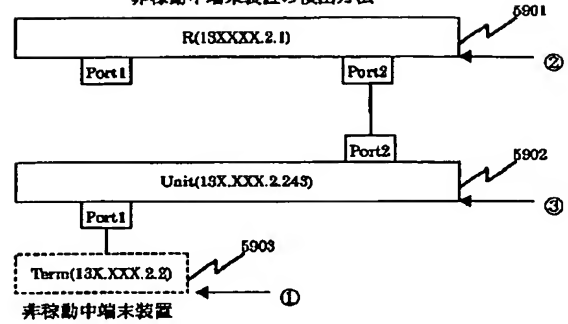 非稼動中端末装置の検出方法
5901
R(13XXXX.2.1)
②
Port1
Port2
Port2
5902
Unit(13X.XXX.2.243)
③
Port1
5903
Term(13X.XXX.2.2)
①
非稼動中端末装置